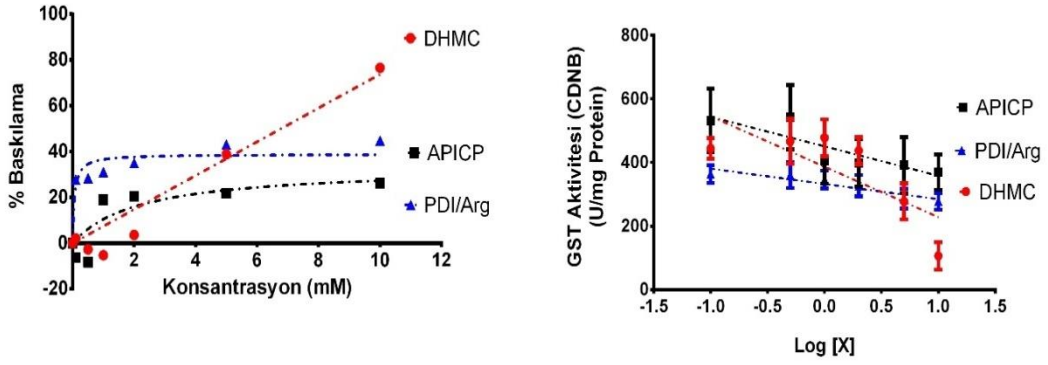 % Baskılama
100
80
60
40
20
0
-20
0
2
4
6
8
10
12
Konsantrasyon (mM)
DHMC
APICP
PDI/Arg
GST Aktivitesi (CDNB)
(U/mg Protein)
800
600
400
200
0
-1.5
-1.0
-0.5
0.0
0.5
1.0
1.5
Log [X]
APICP
PDI/Arg
DHMC